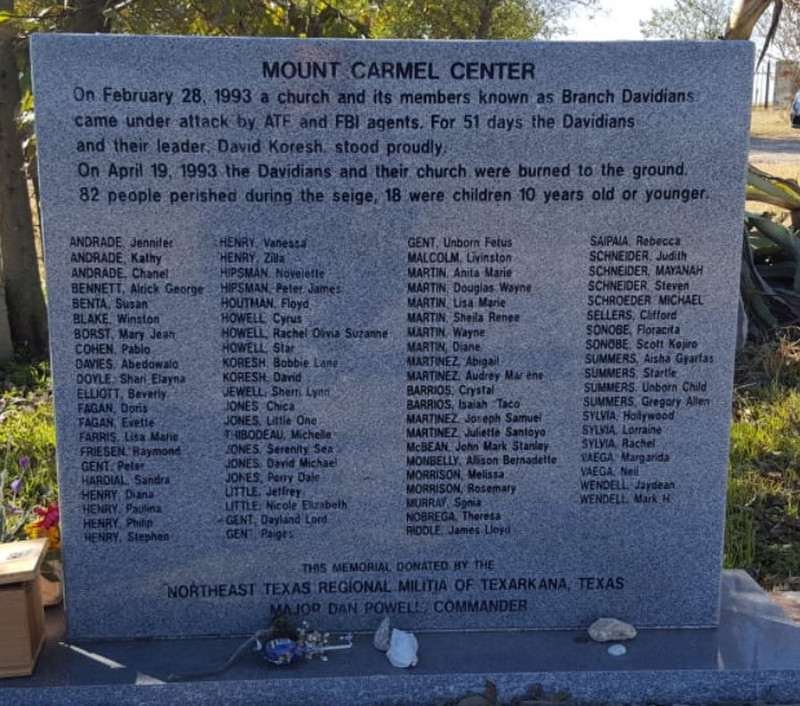 MOUNT CARMEL CENTER
On February 28, 1993 a church and its members known as Branch Davidians
came under attack by ATF and FBI agents. For 51 days the Davidians
and their leader, David Koresh, stood proudly.
On April 19, 1993 the Davidians and their church were burned to the ground.
82 people perished during the seige, 18 were children 10 years old or younger.
ANDRADE, Jennifer
ANDRADE, Kathy
ANDRADE, Chanel
BENNETT, Alrick George
BENTA, Susan
BLAKE, Winston
BORST, Mary Jean
COHEN, Pablo
DAVIES, Abedowalo
DOYLE, Shari Elayna
ELLIOTT, Beverly
FAGAN, Doris
FAGAN, Evette
FARRIS, Lisa Marie
FRIESEN, Raymond
GENT, Peter
HARDIAL, Sandra
HENRY, Diana
HENRY, Paulina
HENRY, Philip
HENRY, Stephen
HENRY, Vanessa
HENRY, Zilla
HIPSMAN, Novelette
HIPSMAN, Peter James
HOUTMAN, Floyd
HOWELL, Cyrus
HOWELL, Rachel Olivia Suzanne
HOWELL, Star
KORESH, Bobbie Lane
KORESH, David
JEWELL, Sherri Lynn
JONES, Chica
JONES, Little One
THIBODEAU, Michelle
JONES, Serenity Sea
JONES, David Michael
JONES, Perry Dale
LITTLE, Jeffrey
LITTLE, Nicole Elizabeth
GENT, Dayland Lord
GENT, Paiges
GENT, Unborn Fetus
MALCOLM, Livinston
MARTIN, Anita Marie
MARTIN, Douglas Wayne
MARTIN, Lisa Marie
MARTIN, Sheila Renee
MARTIN, Wayne
MARTIN, Diane
MARTINEZ, Abigail
MARTINEZ, Audrey Marlene
BARRIOS, Crystal
BARRIOS, Isaiah "Taco"
MARTINEZ, Joseph Samuel
MARTINEZ, Juliette Santoyo
McBEAN, John Mark Stanley
MONBELLY, Allison Bernadette
MORRISON, Melissa
MORRISON, Rosemary
MURRAY, Sonia
NOBREGA, Theresa
RIDDLE, James Lloyd
SAIPAIA, Rebecca
SCHNEIDER, Judith
SCHNEIDER, MAYANAH
SCHNEIDER, Steven
SCHROEDER, MICHAEL
SELLERS, Clifford
SONOBE, Floracita
SONOBE, Scott Kojiro
SUMMERS, Aisha Gyarfas
SUMMERS, Startle
SUMMERS, Unborn Child
SUMMERS, Gregory Allen
SYLVIA, Hollywood
SYLVIA, Lorraine
SYLVIA, Rachel
VAEGA, Margarida
VAEGA, Neil
WENDELL, Jaydean
WENDELL, Mark H.
THIS MEMORIAL DONATED BY THE
NORTHEAST TEXAS REGIONAL MILITIA OF TEXARKANA, TEXAS
MAJOR DAN POWELL, COMMANDER